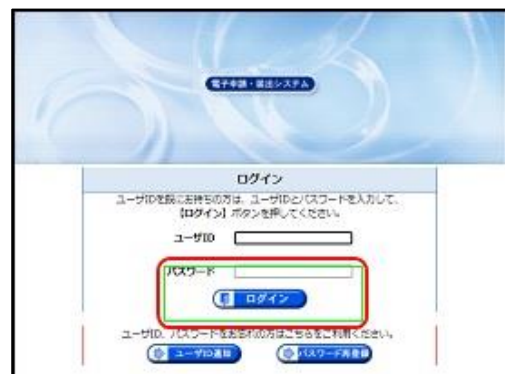 電子申請・届出システム
ログイン
ユーザIDを既にお持ちの方は、ユーザIDとパスワードを入力して、
【ログイン】ボタンを押してください。
ユーザID
パスワード
ログイン
ユーザID、パスワードをお忘れの方はこちらをご利用ください。
ユーザID通知 パスワード再登録